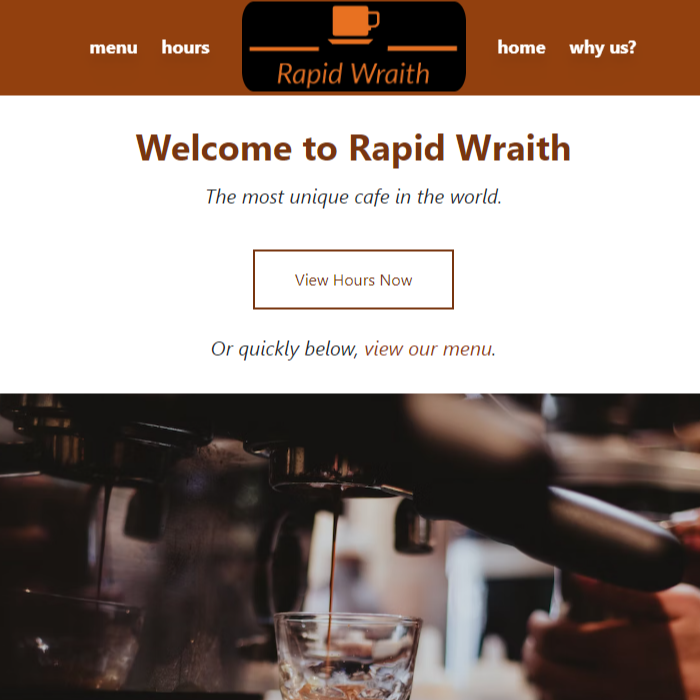 menu hours Rapid Wraith home why us?
Welcome to Rapid Wraith
The most unique cafe in the world.
View Hours Now
Or quickly below, view our menu.